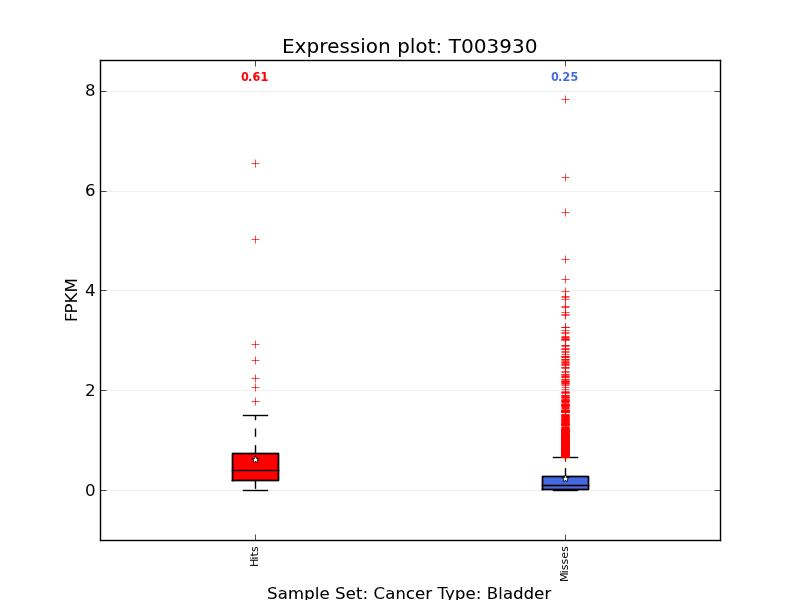 Expression plot: T003930
0.61
0.25
8
6
4
2
0
FPKM
Hits
Misses
Sample Set: Cancer Type: Bladder